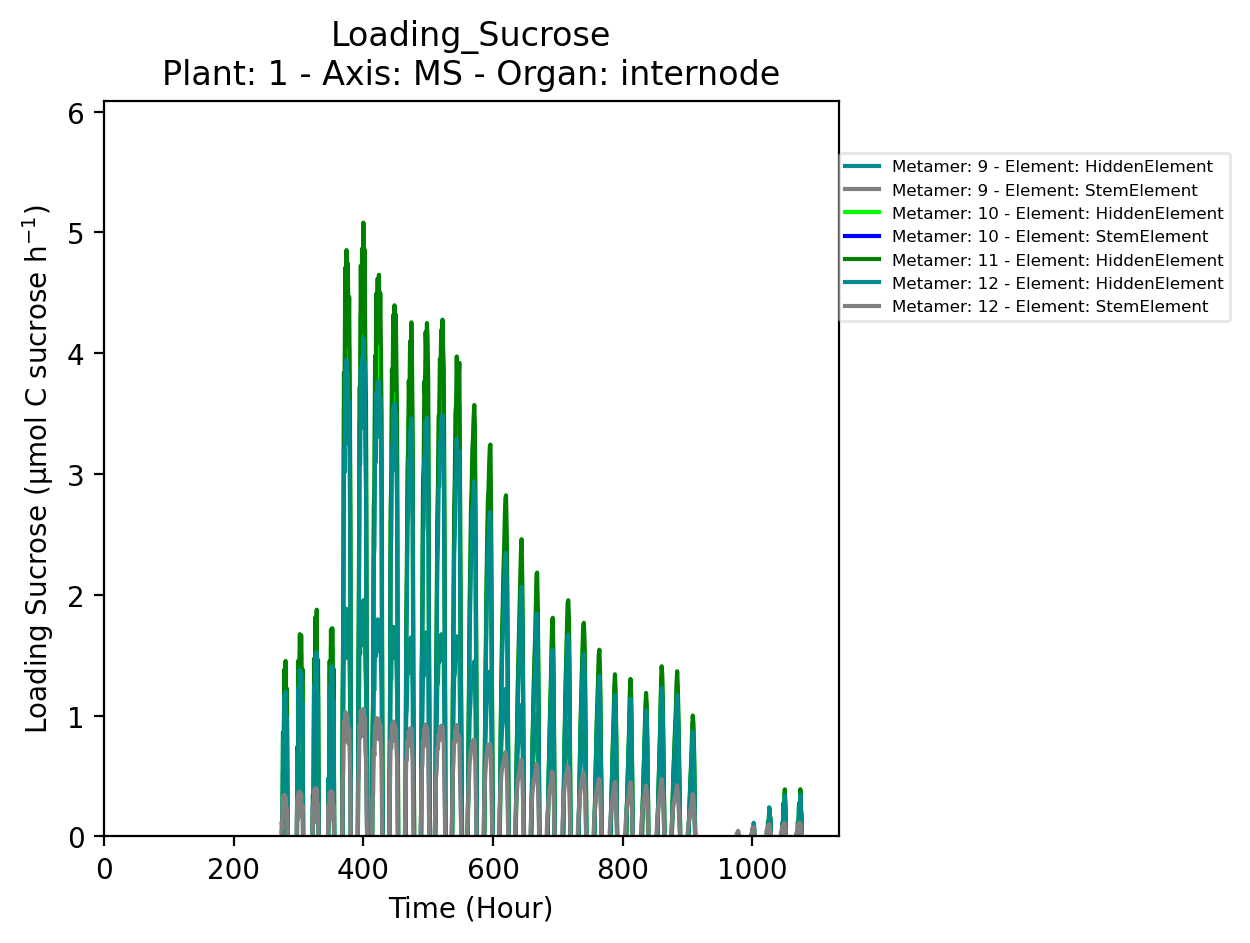 Loading_Sucrose
Plant: 1 - Axis: MS - Organ: internode
6
5
4
3
2
1
0
Loading Sucrose (µmol C sucrose h⁻¹)
0 200 400 600 800 1000
Time (Hour)
Metamer: 9 - Element: HiddenElement
Metamer: 9 - Element: StemElement
Metamer: 10 - Element: HiddenElement
Metamer: 10 - Element: StemElement
Metamer: 11 - Element: HiddenElement
Metamer: 12 - Element: HiddenElement
Metamer: 12 - Element: StemElement